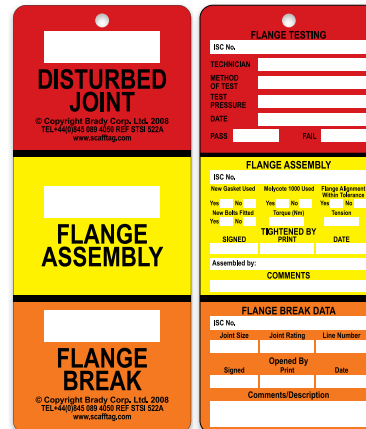 DISTURBED
JOINT
© Copyright Brady Corp. Ltd. 2008
TEL+44(0)845 089 4050 REF STSI 522A
www.scafftag.com
FLANGE
ASSEMBLY
FLANGE
BREAK
© Copyright Brady Corp. Ltd. 2008
TEL+44(0)845 089 4050 REF STSI 522A
www.scafftag.com
FLANGE TESTING
ISC No.
TECHNICIAN
METHOD
OF TEST
TEST
PRESSURE
DATE
PASS FAIL
FLANGE ASSEMBLY
ISC No.
New Gasket Used Molycote 1000 Used Flange Alignment
Within Tolerance
Yes No Yes No Yes No
New Bolts Fitted Torque (Nm) Tension
Yes No
TIGHTENED BY
SIGNED PRINT DATE
Assembled by:
COMMENTS
FLANGE BREAK DATA
ISC No.
Joint Size Joint Rating Line Number
Opened By
Signed Print Date
Comments/Description